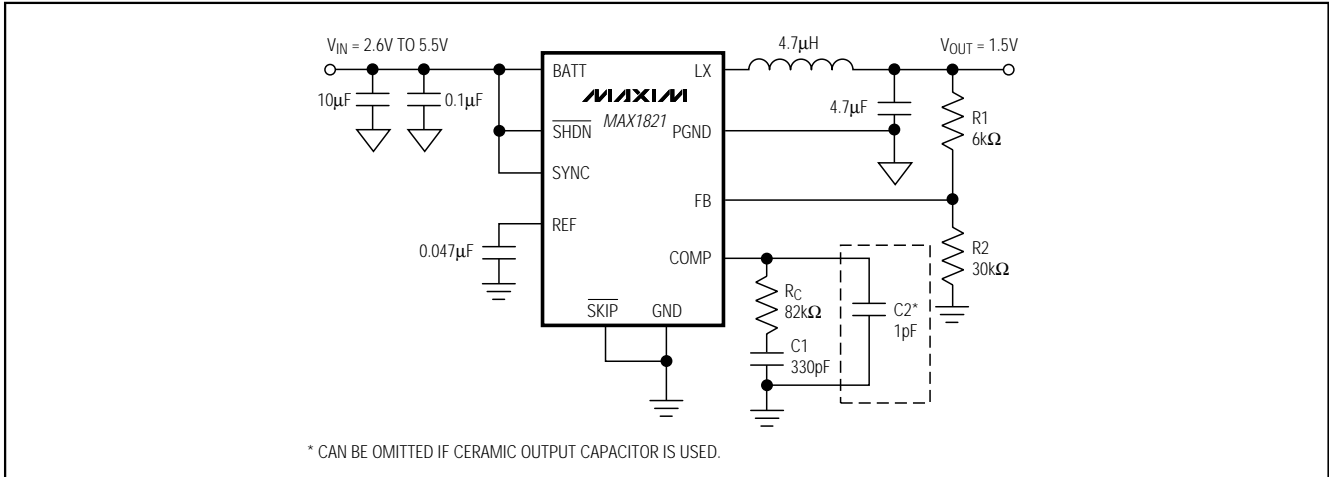 V_IN = 2.6V TO 5.5V
10µF
0.1µF
BATT
LX
4.7µH
V_OUT = 1.5V
MAXIM
MAX1821
4.7µF
R1
6kΩ
SHDN
PGND
SYNC
FB
REF
0.047µF
COMP
R2
30kΩ
R_C
82kΩ
C2*
1pF
SKIP
GND
C1
330pF
* CAN BE OMITTED IF CERAMIC OUTPUT CAPACITOR IS USED.